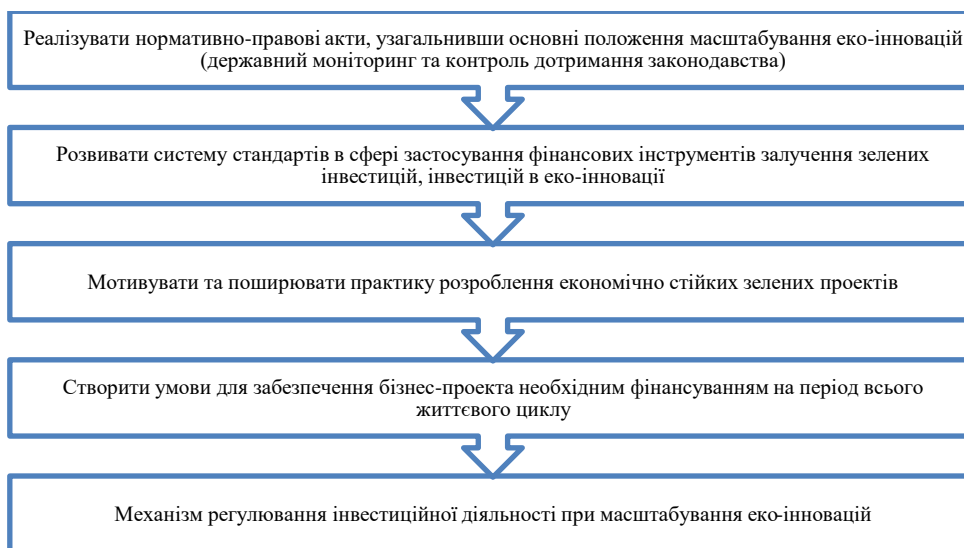 Реалізувати нормативно-правові акти, узагальнивши основні положення масштабування еко-інновацій
(державний моніторинг та контроль дотримання законодавства)
Розвивати систему стандартів в сфері застосування фінансових інструментів залучення зелених
інвестицій, інвестицій в еко-інновації
Мотивувати та поширювати практику розроблення економічно стійких зелених проектів
Створити умови для забезпечення бізнес-проекта необхідним фінансуванням на період всього
життєвого циклу
Механізм регулювання інвестиційної діяльності при масштабування еко-інновацій